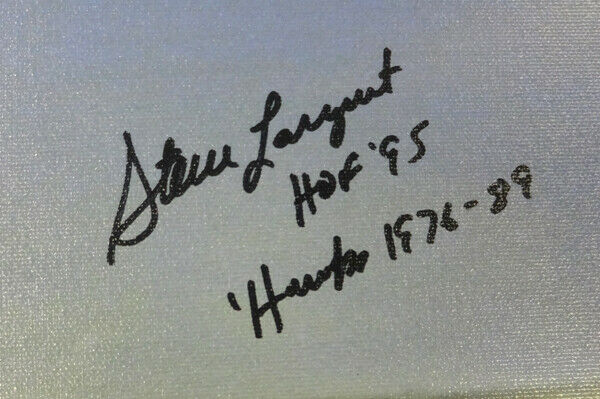 Steve Largent
HOF '95
'Hawks 1976-89